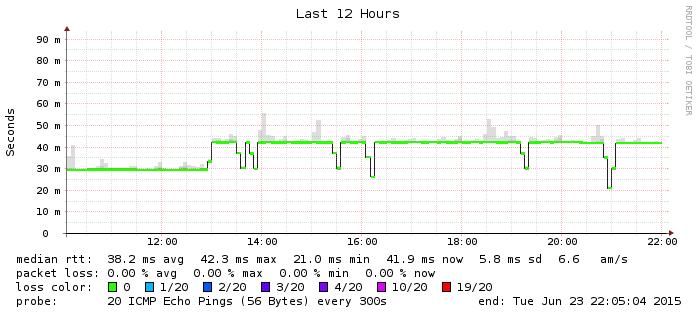 Last 12 Hours
RRDTOOL / TOBI OETIKER
Seconds
90 m
80 m
70 m
60 m
50 m
40 m
30 m
20 m
10 m
0
12:00 14:00 16:00 18:00 20:00 22:00
median rtt: 38.2 ms avg 42.3 ms max 21.0 ms min 41.9 ms now 5.8 ms sd 6.6 am/s
packet loss: 0.00 % avg 0.00 % max 0.00 % min 0.00 % now
loss color: 0 1/20 2/20 3/20 4/20 10/20 19/20
probe: 20 ICMP Echo Pings (56 Bytes) every 300s end: Tue Jun 23 22:05:04 2015